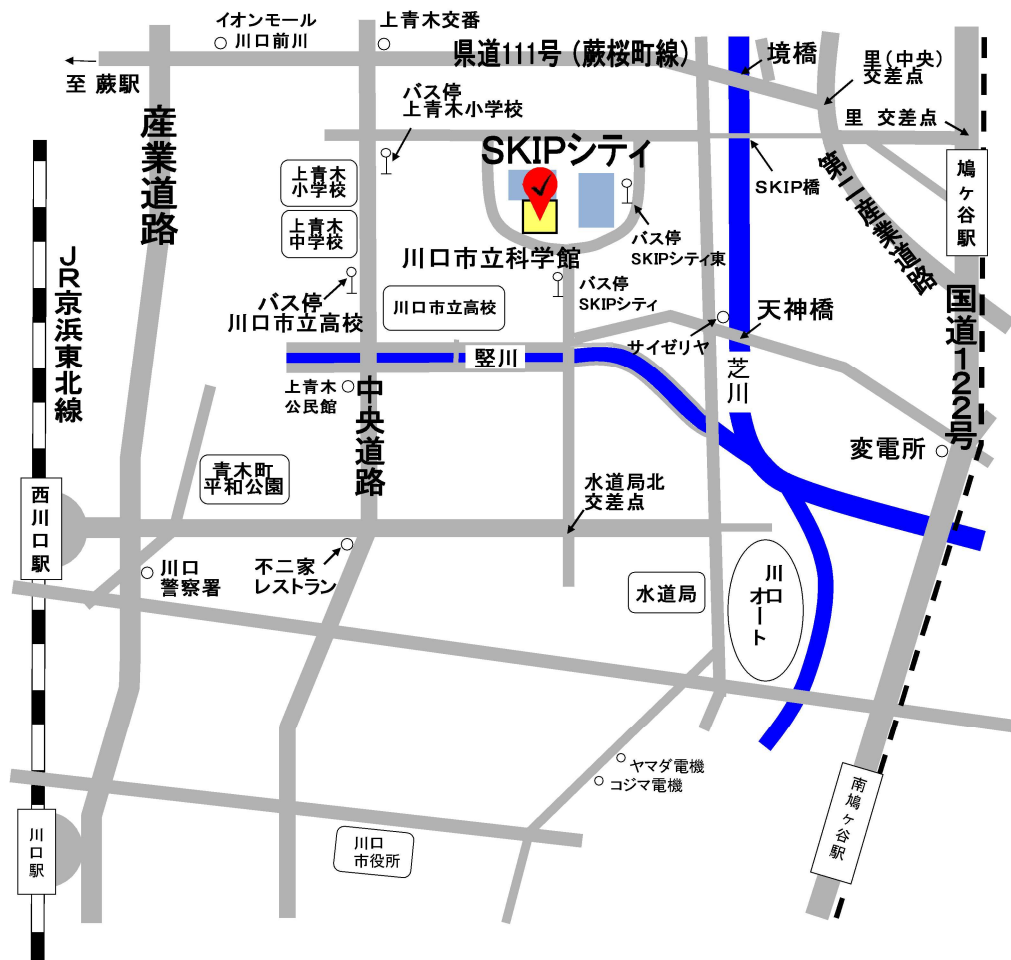 イオンモール
川口前川
上青木交番
県道111号（蕨桜町線）
境橋
里（中央）
交差点
至 蕨駅
バス停
上青木小学校
里 交差点
産業道路
SKIPシティ
上青木
小学校
SKIP橋
鳩ヶ谷駅
第二産業道路
上青木
中学校
バス停
SKIPシティ東
川口市立科学館
JR京浜東北線
バス停
川口市立高校
川口市立高校
バス停
SKIPシティ
国道122号
天神橋
サイゼリヤ
竪川
芝川
上青木
公民館
中央道路
変電所
青木町
平和公園
水道局北
交差点
西川口駅
川口
警察署
不二家
レストラン
水道局
川口
オート
ヤマダ電機
コジマ電機
南鳩ヶ谷駅
川口駅
川口
市役所